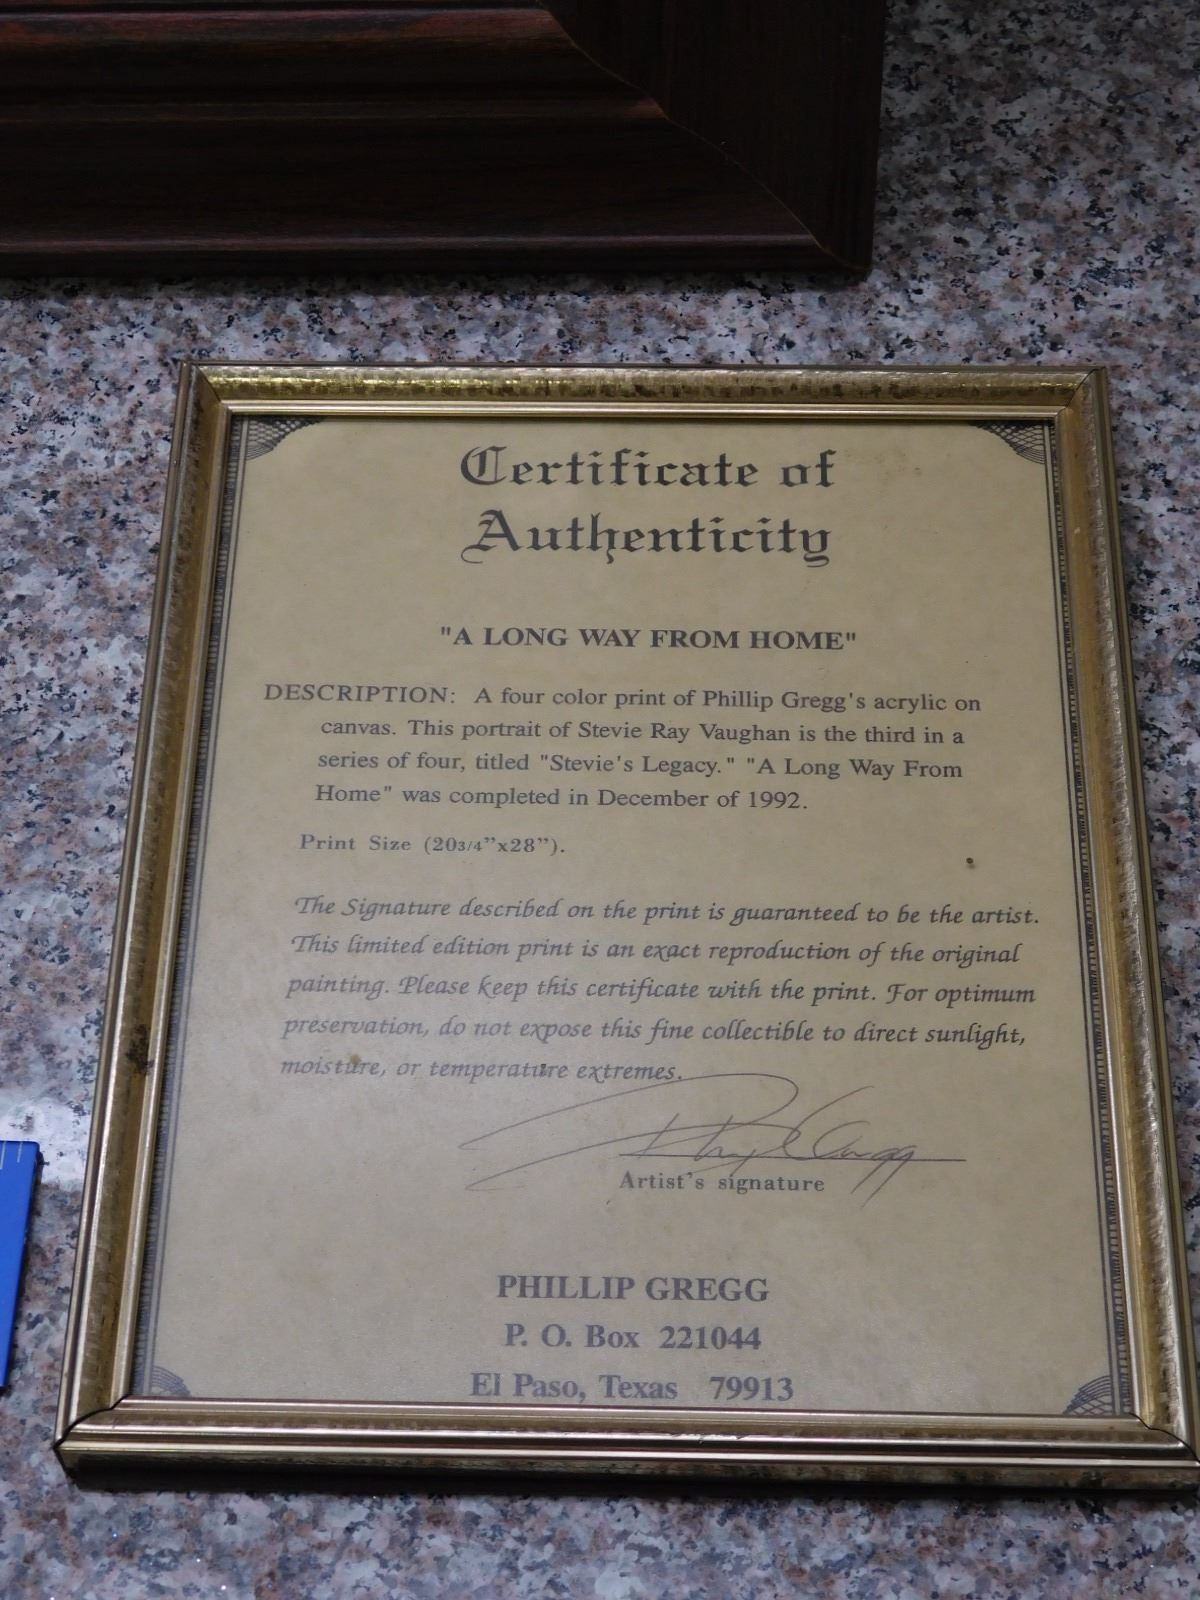 Certificate of
Authenticity
"A LONG WAY FROM HOME"
DESCRIPTION: A four color print of Phillip Gregg's acrylic on
canvas. This portrait of Stevie Ray Vaughan is the third in a
series of four, titled "Stevie's Legacy." "A Long Way From
Home" was completed in December of 1992.
Print Size (20 3/4"x28").
The Signature described on the print is guaranteed to be the artist.
This limited edition print is an exact reproduction of the original
painting. Please keep this certificate with the print. For optimum
preservation, do not expose this fine collectible to direct sunlight,
moisture, or temperature extremes.
Phillip Gregg
Artist's signature
PHILLIP GREGG
P. O. Box 221044
El Paso, Texas 79913